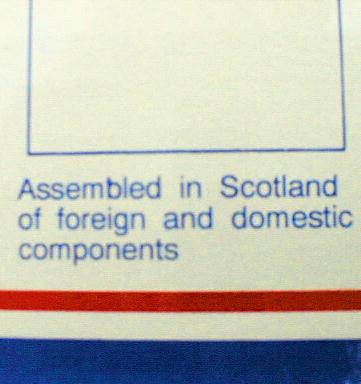 Assembled in Scotland
of foreign and domestic
components